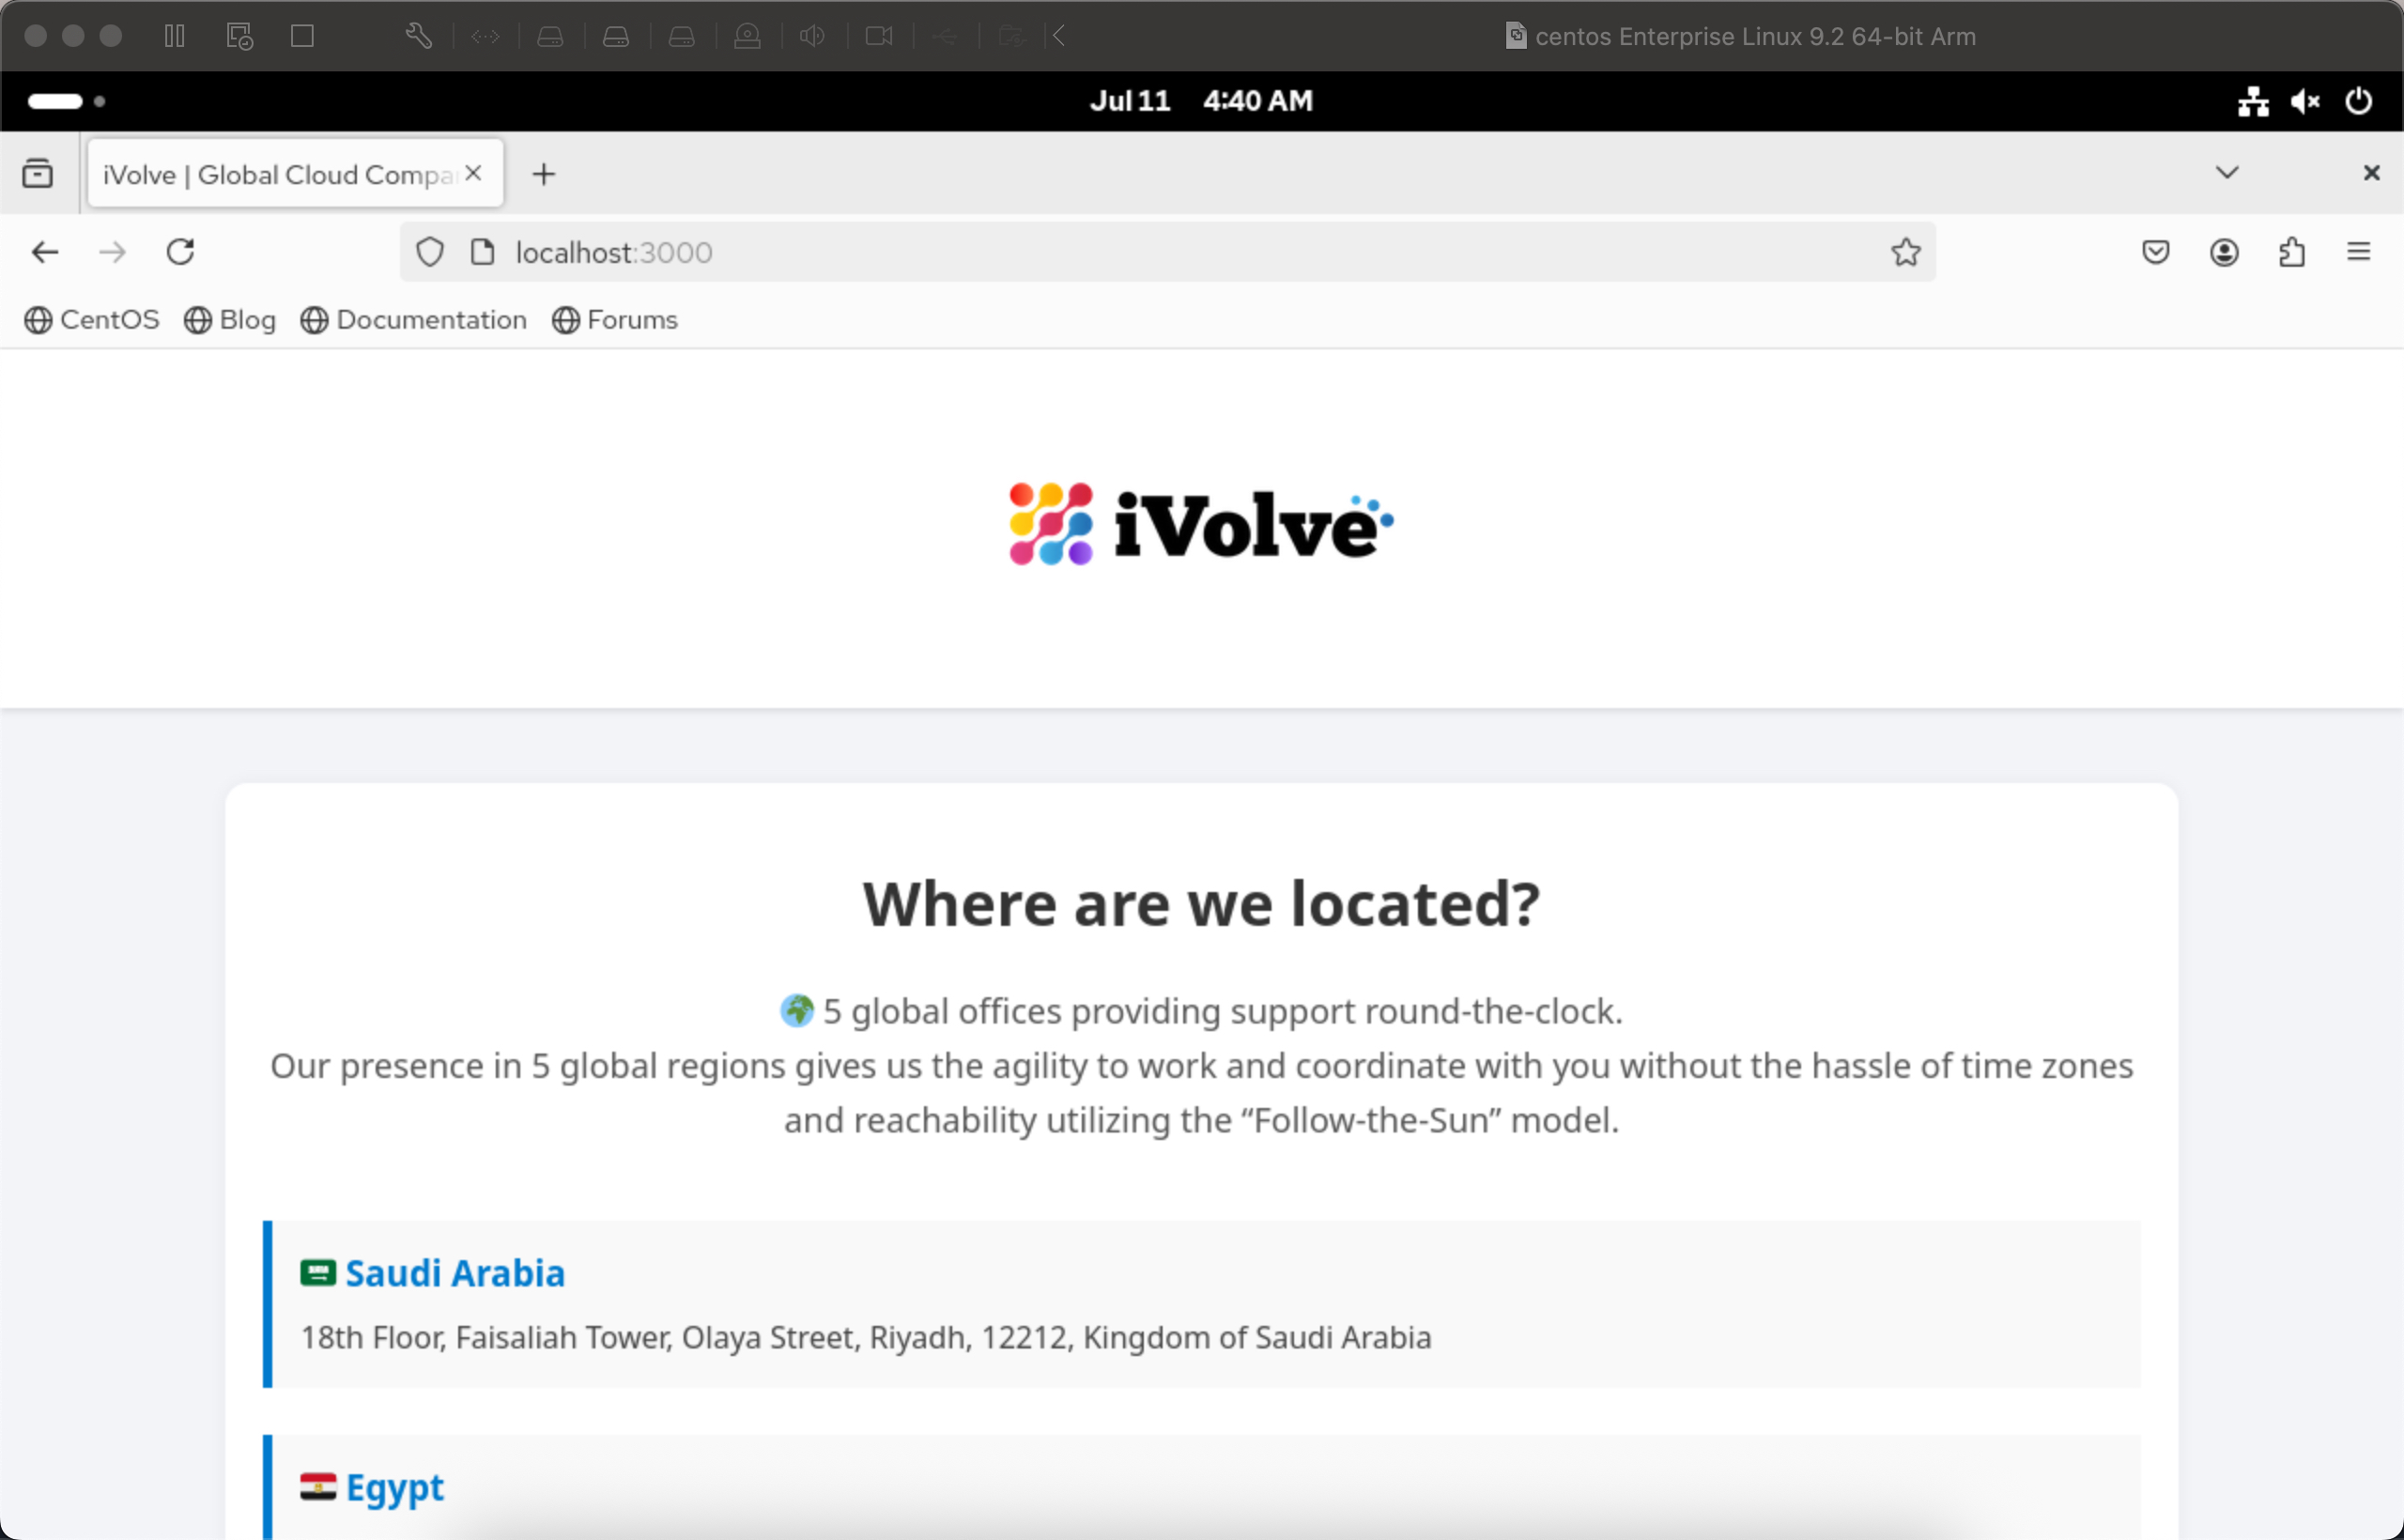 centos Enterprise Linux 9.2 64-bit Arm
Jul 11 4:40 AM
iVolve | Global Cloud Compa
localhost:3000
CentOS Blog Documentation Forums
iVolve
Where are we located?
🌍 5 global offices providing support round-the-clock.
Our presence in 5 global regions gives us the agility to work and coordinate with you without the hassle of time zones
and reachability utilizing the “Follow-the-Sun” model.
Saudi Arabia
18th Floor, Faisaliah Tower, Olaya Street, Riyadh, 12212, Kingdom of Saudi Arabia
Egypt